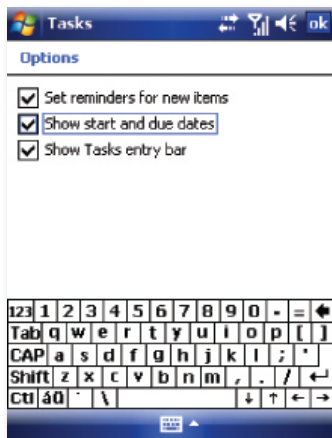 Tasks ok
Options
Set reminders for new items
Show start and due dates
Show Tasks entry bar
123 1 2 3 4 5 6 7 8 9 0 - =
Tab q w e r t y u i o p [ ]
CAP a s d f g h j k l ; '
Shift z x c v b n m , . /
Ctl áü ` \